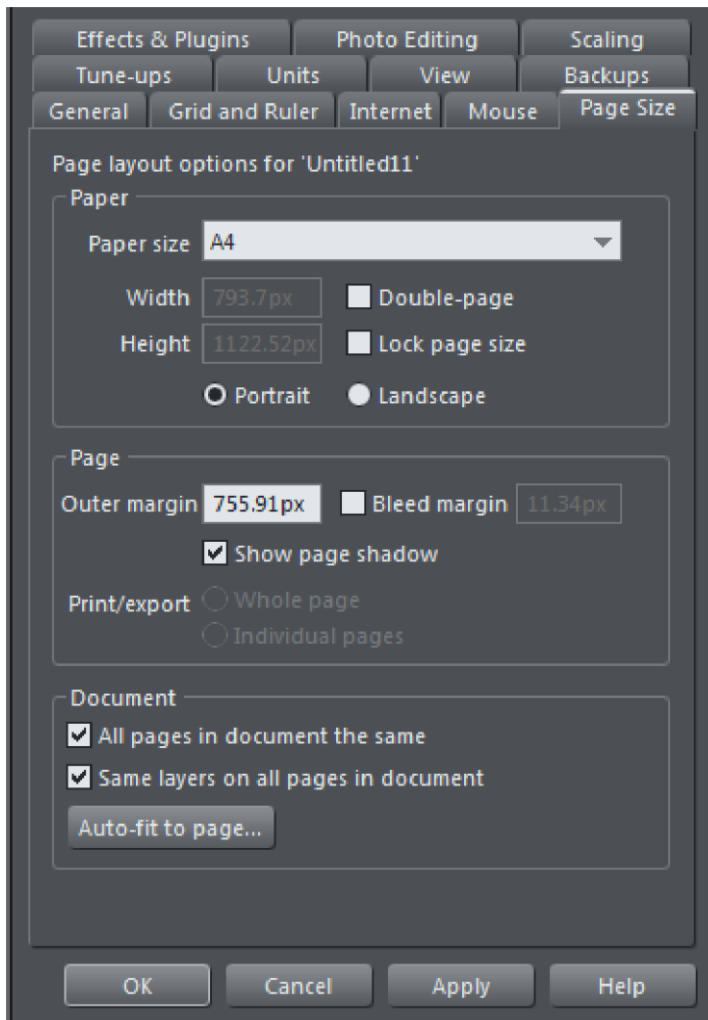 Effects & Plugins Photo Editing Scaling
Tune-ups Units View Backups
General Grid and Ruler Internet Mouse Page Size
Page layout options for 'Untitled11'
Paper
Paper size A4
Width 793.7px Double-page
Height 1122.52px Lock page size
Portrait Landscape
Page
Outer margin 755.91px Bleed margin 11.34px
Show page shadow
Print/export Whole page
Individual pages
Document
All pages in document the same
Same layers on all pages in document
Auto-fit to page...
OK Cancel Apply Help